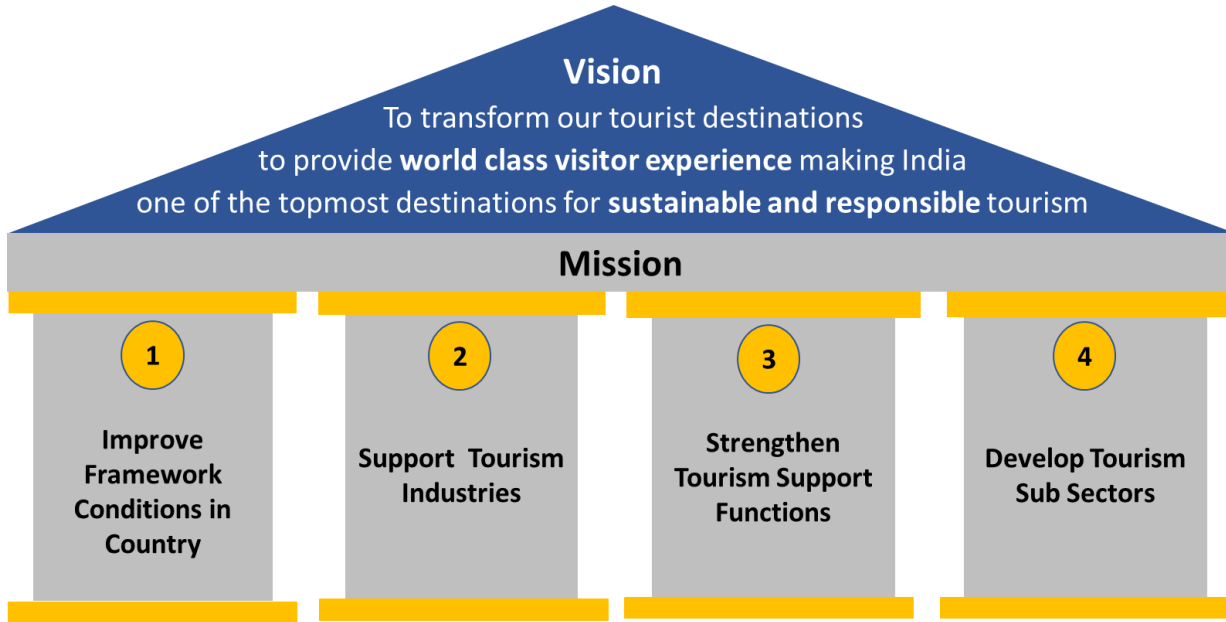 Vision
To transform our tourist destinations
to provide world class visitor experience making India
one of the topmost destinations for sustainable and responsible tourism
Mission
1
Improve
Framework
Conditions in
Country
2
Support Tourism
Industries
3
Strengthen
Tourism Support
Functions
4
Develop Tourism
Sub Sectors